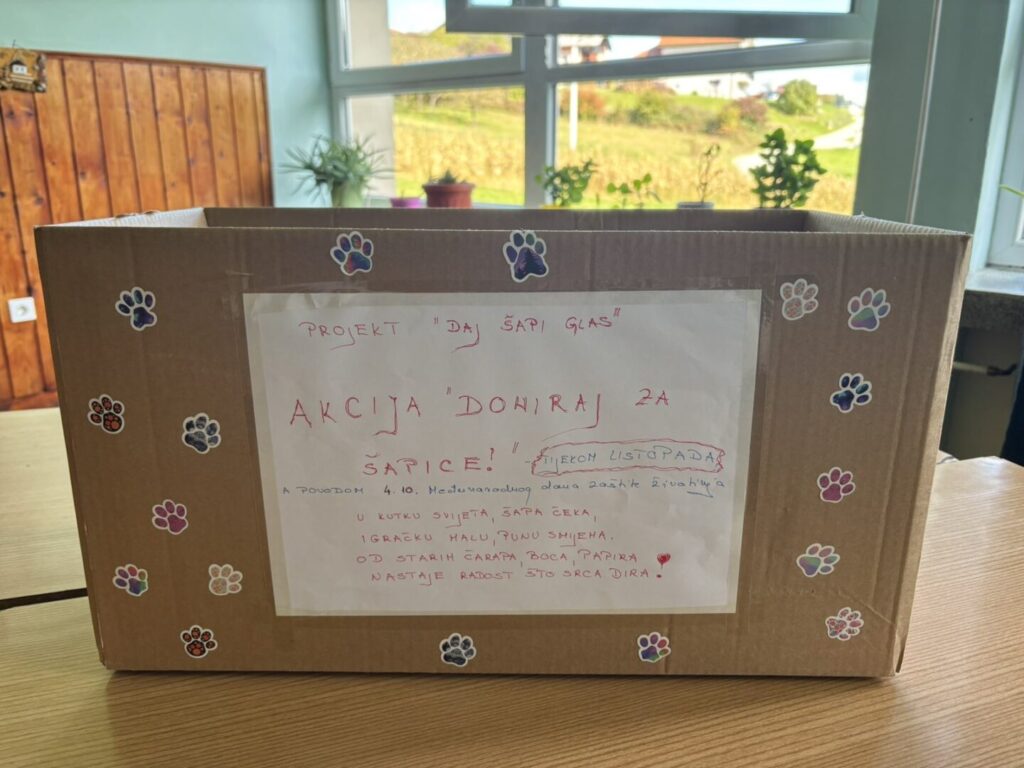 PROJEKT "DAJ ŠAPI GLAS"
AKCIJA "DONIRAJ ZA
ŠAPICE!" - TIJEKOM LISTOPADA
A POVODOM 4.10. Međunarodnog dana zaštite životinja
U KUTKU SVIJETA, ŠAPA ČEKA,
IGRAČKU MALU, PUNU SMIJEHA.
OD STARIH ČARAPA, BOCA, PAPIRA
NASTAJE RADOST ŠTO SRCA DIRA!